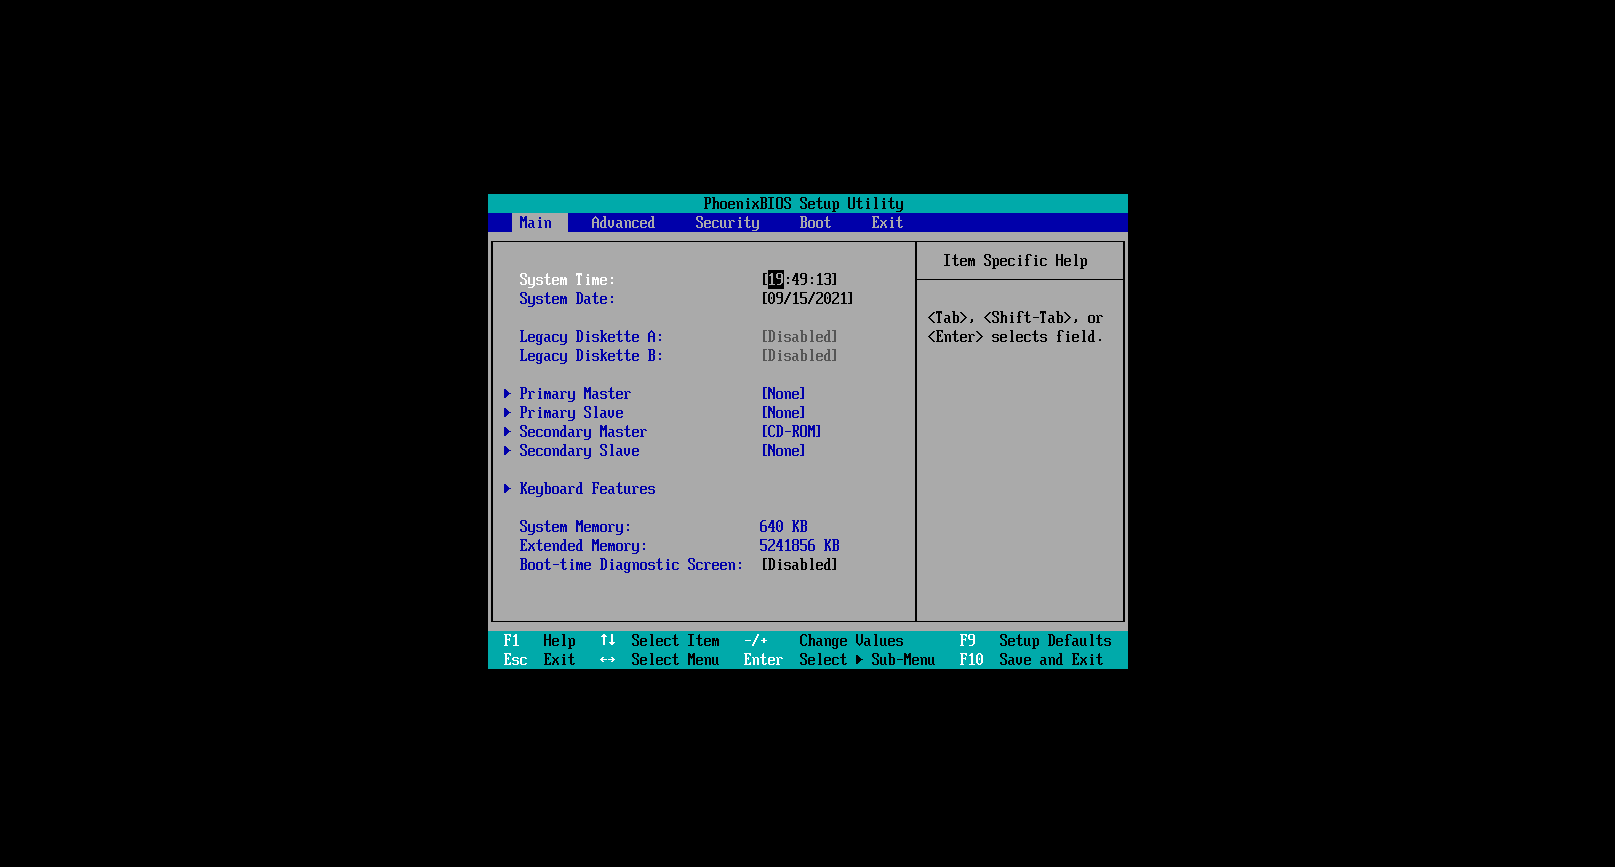 PhoenixBIOS Setup Utility
Main Advanced Security Boot Exit
Item Specific Help
System Time: [19:49:13]
System Date: [09/15/2021]
<Tab>, <Shift-Tab>, or
<Enter> selects field.
Legacy Diskette A: [Disabled]
Legacy Diskette B: [Disabled]
Primary Master [None]
Primary Slave [None]
Secondary Master [CD-ROM]
Secondary Slave [None]
Keyboard Features
System Memory: 640 KB
Extended Memory: 5241856 KB
Boot-time Diagnostic Screen: [Disabled]
F1 Help ↑↓ Select Item -/+ Change Values F9 Setup Defaults
Esc Exit ↔ Select Menu Enter Select ▶ Sub-Menu F10 Save and Exit